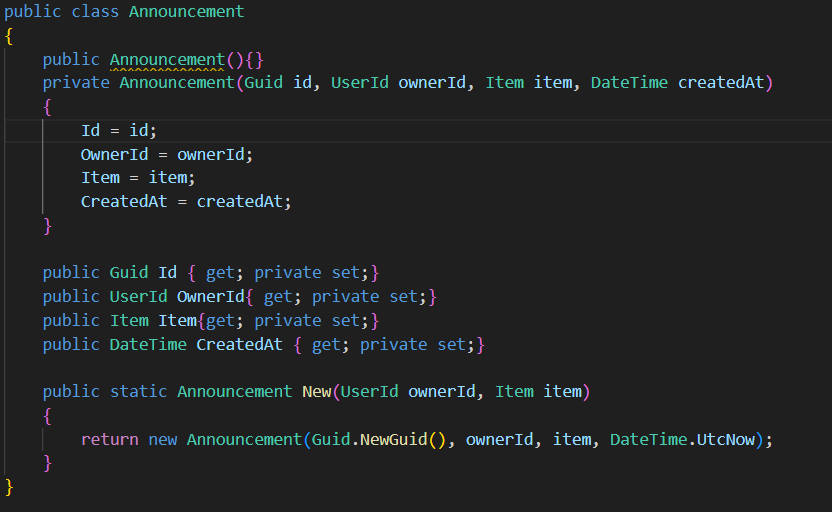 public class Announcement
{
    public Announcement(){}
    private Announcement(Guid id, UserId ownerId, Item item, DateTime createdAt)
    {
        Id = id;
        OwnerId = ownerId;
        Item = item;
        CreatedAt = createdAt;
    }
    public Guid Id { get; private set;}
    public UserId OwnerId{ get; private set;}
    public Item Item{get; private set;}
    public DateTime CreatedAt { get; private set;}
    public static Announcement New(UserId ownerId, Item item)
    {
        return new Announcement(Guid.NewGuid(), ownerId, item, DateTime.UtcNow);
    }
}